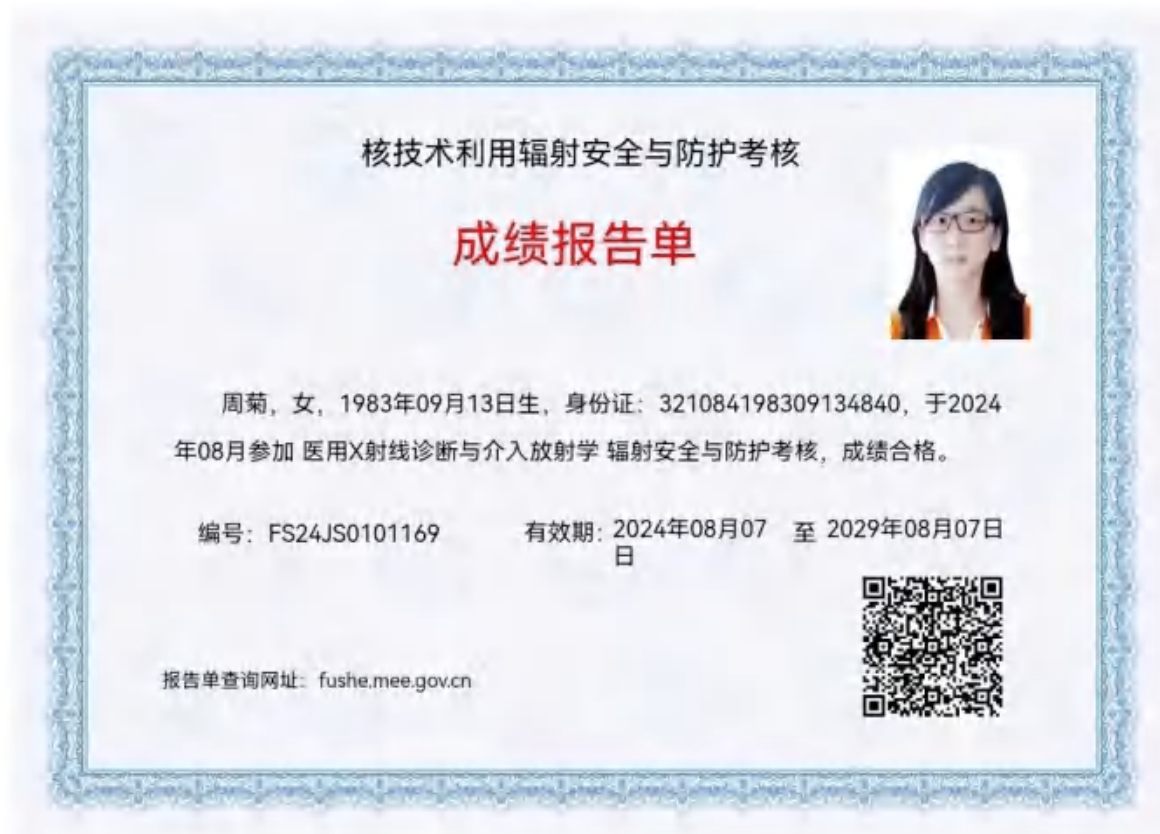 核技术利用辐射安全与防护考核
成绩报告单
周菊，女，1983年09月13日生，身份证：321084198309134840，于2024
年08月参加 医用X射线诊断与介入放射学 辐射安全与防护考核，成绩合格。
编号：FS24JS0101169 有效期：2024年08月07日 至 2029年08月07日
报告单查询网址：fushe.mee.gov.cn